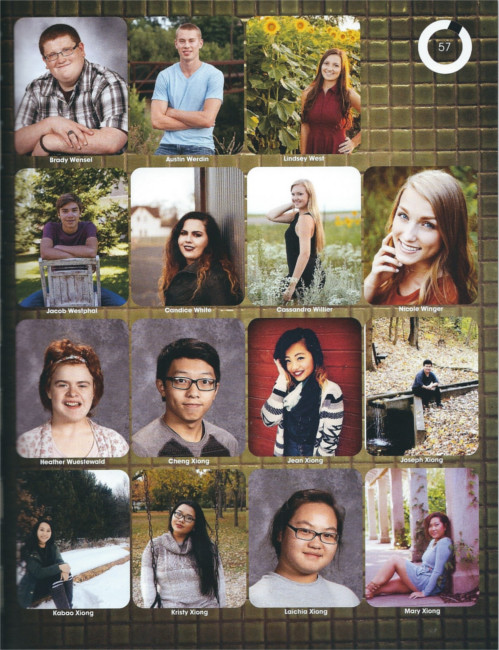 57
Brady Wensel
Austin Werdin
Lindsey West
Jacob Westphal
Candice White
Cassandra Willier
Nicole Winger
Heather Wuestewald
Cheng Xiong
Jean Xiong
Joseph Xiong
Kabao Xiong
Kristy Xiong
Laichia Xiong
Mary Xiong